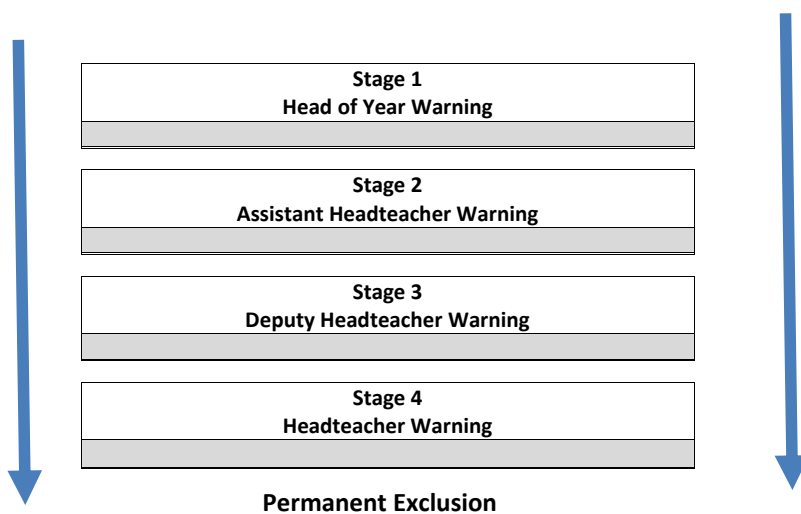 Stage 1
Head of Year Warning
Stage 2
Assistant Headteacher Warning
Stage 3
Deputy Headteacher Warning
Stage 4
Headteacher Warning
Permanent Exclusion